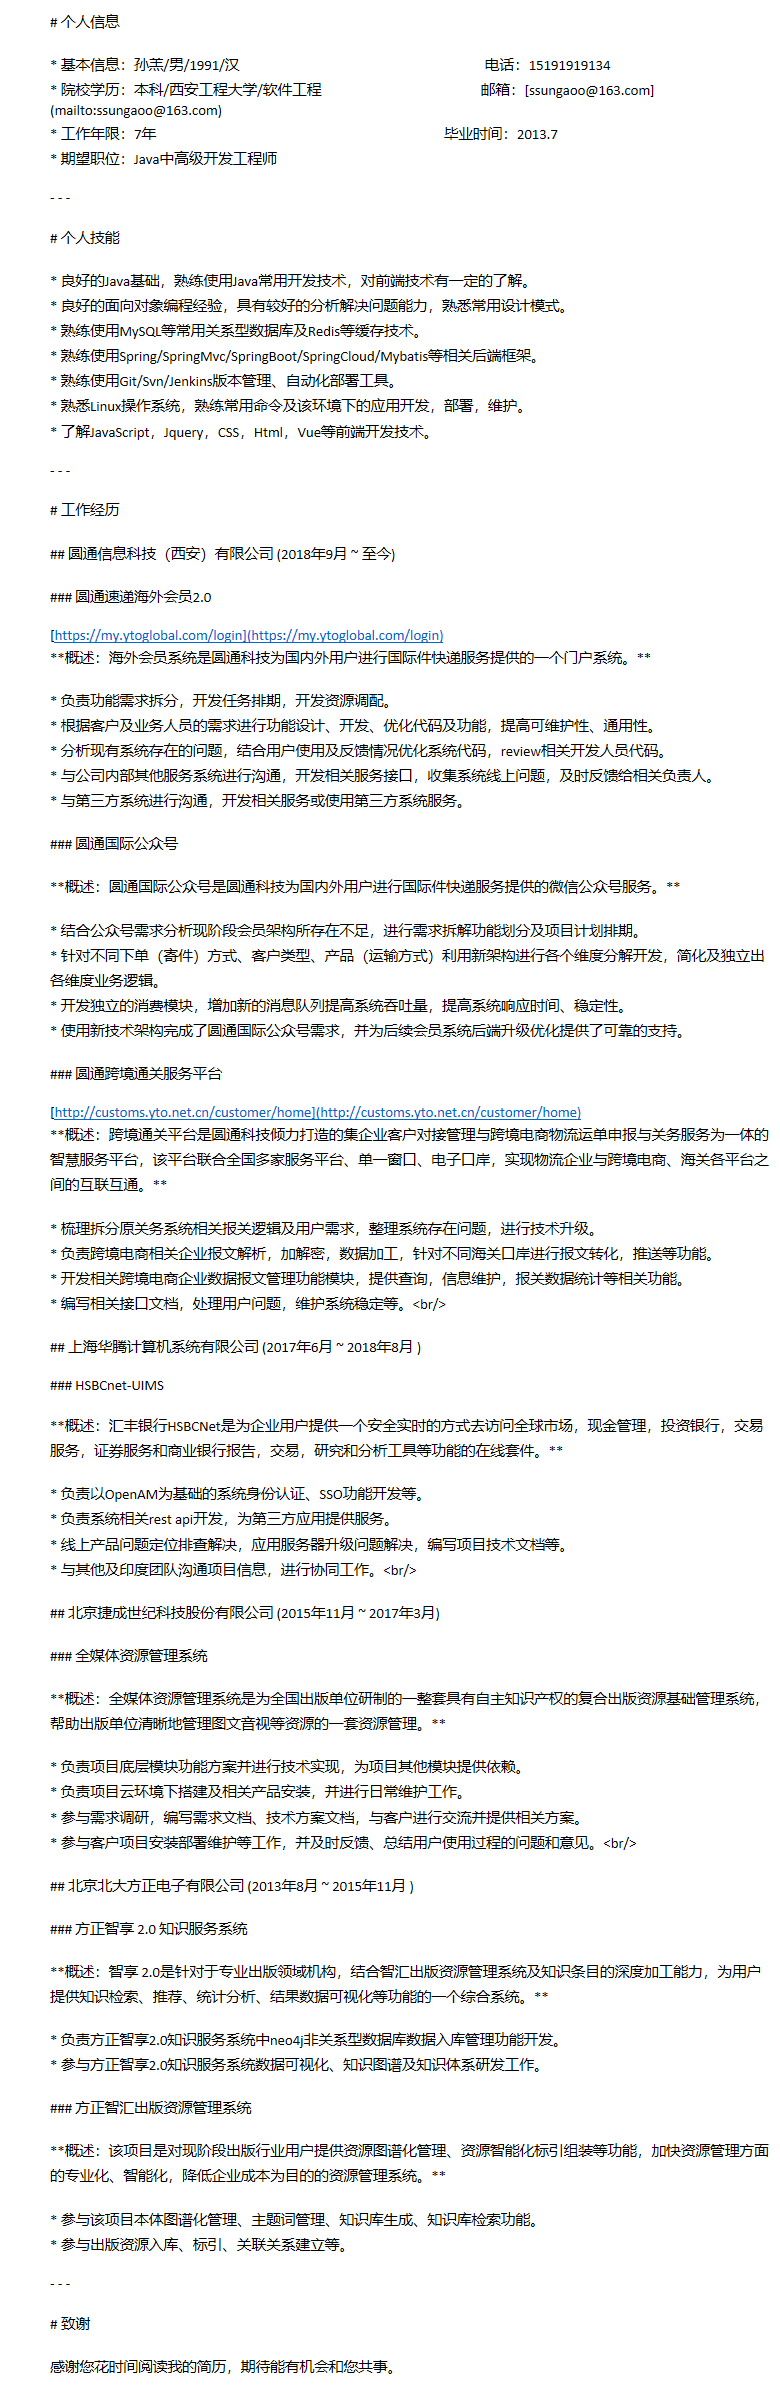 # 个人信息
* 基本信息：孙羔/男/1991/汉 电话：15191919134
* 院校学历：本科/西安工程大学/软件工程 邮箱：[ssungaoo@163.com]
(mailto:ssungaoo@163.com)
* 工作年限：7年 毕业时间：2013.7
* 期望职位：Java中高级开发工程师
- - -
# 个人技能
* 良好的Java基础，熟练使用Java常用开发技术，对前端技术有一定的了解。
* 良好的面向对象编程经验，具有较好的分析解决问题能力，熟悉常用设计模式。
* 熟练使用MySQL等常用关系型数据库及Redis等缓存技术。
* 熟练使用Spring/SpringMvc/SpringBoot/SpringCloud/Mybatis等相关后端框架。
* 熟练使用Git/Svn/Jenkins版本管理、自动化部署工具。
* 熟悉Linux操作系统，熟练常用命令及该环境下的应用开发，部署，维护。
* 了解JavaScript，Jquery，CSS，Html，Vue等前端开发技术。
- - -
# 工作经历
## 圆通信息科技（西安）有限公司 (2018年9月 ~ 至今)
### 圆通速递海外会员2.0
[https://my.ytoglobal.com/login](https://my.ytoglobal.com/login)
**概述：海外会员系统是圆通科技为国内外用户进行国际件快递服务提供的一个门户系统。**
* 负责功能需求拆分，开发任务排期，开发资源调配。
* 根据客户及业务人员的需求进行功能设计、开发、优化代码及功能，提高可维护性、通用性。
* 分析现有系统存在的问题，结合用户使用及反馈情况优化系统代码，review相关开发人员代码。
* 与公司内部其他服务系统进行沟通，开发相关服务接口，收集系统线上问题，及时反馈给相关负责人。
* 与第三方系统进行沟通，开发相关服务或使用第三方系统服务。
### 圆通国际公众号
**概述：圆通国际公众号是圆通科技为国内外用户进行国际件快递服务提供的微信公众号服务。**
* 结合公众号需求分析现阶段会员架构所存在不足，进行需求拆解功能划分及项目计划排期。
* 针对不同下单（寄件）方式、客户类型、产品（运输方式）利用新架构进行各个维度分解开发，简化及独立出
各维度业务逻辑。
* 开发独立的消费模块，增加新的消息队列提高系统吞吐量，提高系统响应时间、稳定性。
* 使用新技术架构完成了圆通国际公众号需求，并为后续会员系统后端升级优化提供了可靠的支持。
### 圆通跨境通关服务平台
[http://customs.yto.net.cn/customer/home](http://customs.yto.net.cn/customer/home)
**概述：跨境通关平台是圆通科技倾力打造的集企业客户对接管理与跨境电商物流运单申报与关务服务为一体的
智慧服务平台，该平台联合全国多家服务平台、单一窗口、电子口岸，实现物流企业与跨境电商、海关各平台之
间的互联互通。**
* 梳理拆分原关务系统相关报关逻辑及用户需求，整理系统存在问题，进行技术升级。
* 负责跨境电商相关企业报文解析，加解密，数据加工，针对不同海关口岸进行报文转化，推送等功能。
* 开发相关跨境电商企业数据报文管理功能模块，提供查询，信息维护，报关数据统计等相关功能。
* 编写相关接口文档，处理用户问题，维护系统稳定等。<br/>
## 上海华腾计算机系统有限公司 (2017年6月 ~ 2018年8月 )
### HSBCnet-UIMS
**概述：汇丰银行HSBCNet是为企业用户提供一个安全实时的方式去访问全球市场，现金管理，投资银行，交易
服务，证券服务和商业银行报告，交易，研究和分析工具等功能的在线套件。**
* 负责以OpenAM为基础的系统身份认证、SSO功能开发等。
* 负责系统相关rest api开发，为第三方应用提供服务。
* 线上产品问题定位排查解决，应用服务器升级问题解决，编写项目技术文档等。
* 与其他及印度团队沟通项目信息，进行协同工作。<br/>
## 北京捷成世纪科技股份有限公司 (2015年11月 ~ 2017年3月)
### 全媒体资源管理系统
**概述：全媒体资源管理系统是为全国出版单位研制的一整套具有自主知识产权的复合出版资源基础管理系统，
帮助出版单位清晰地管理图文音视等资源的一套资源管理。**
* 负责项目底层模块功能方案并进行技术实现，为项目其他模块提供依赖。
* 负责项目云环境下搭建及相关产品安装，并进行日常维护工作。
* 参与需求调研，编写需求文档、技术方案文档，与客户进行交流并提供相关方案。
* 参与客户项目安装部署维护等工作，并及时反馈、总结用户使用过程的问题和意见。<br/>
## 北京北大方正电子有限公司 (2013年8月 ~ 2015年11月 )
### 方正智享 2.0 知识服务系统
**概述：智享 2.0是针对于专业出版领域机构，结合智汇出版资源管理系统及知识条目的深度加工能力，为用户
提供知识检索、推荐、统计分析、结果数据可视化等功能的一个综合系统。**
* 负责方正智享2.0知识服务系统中neo4j非关系型数据库数据入库管理功能开发。
* 参与方正智享2.0知识服务系统数据可视化、知识图谱及知识体系研发工作。
### 方正智汇出版资源管理系统
**概述：该项目是对现阶段出版行业用户提供资源图谱化管理、资源智能化标引组装等功能，加快资源管理方面
的专业化、智能化，降低企业成本为目的的资源管理系统。**
* 参与该项目本体图谱化管理、主题词管理、知识库生成、知识库检索功能。
* 参与出版资源入库、标引、关联关系建立等。
- - -
# 致谢
感谢您花时间阅读我的简历，期待能有机会和您共事。